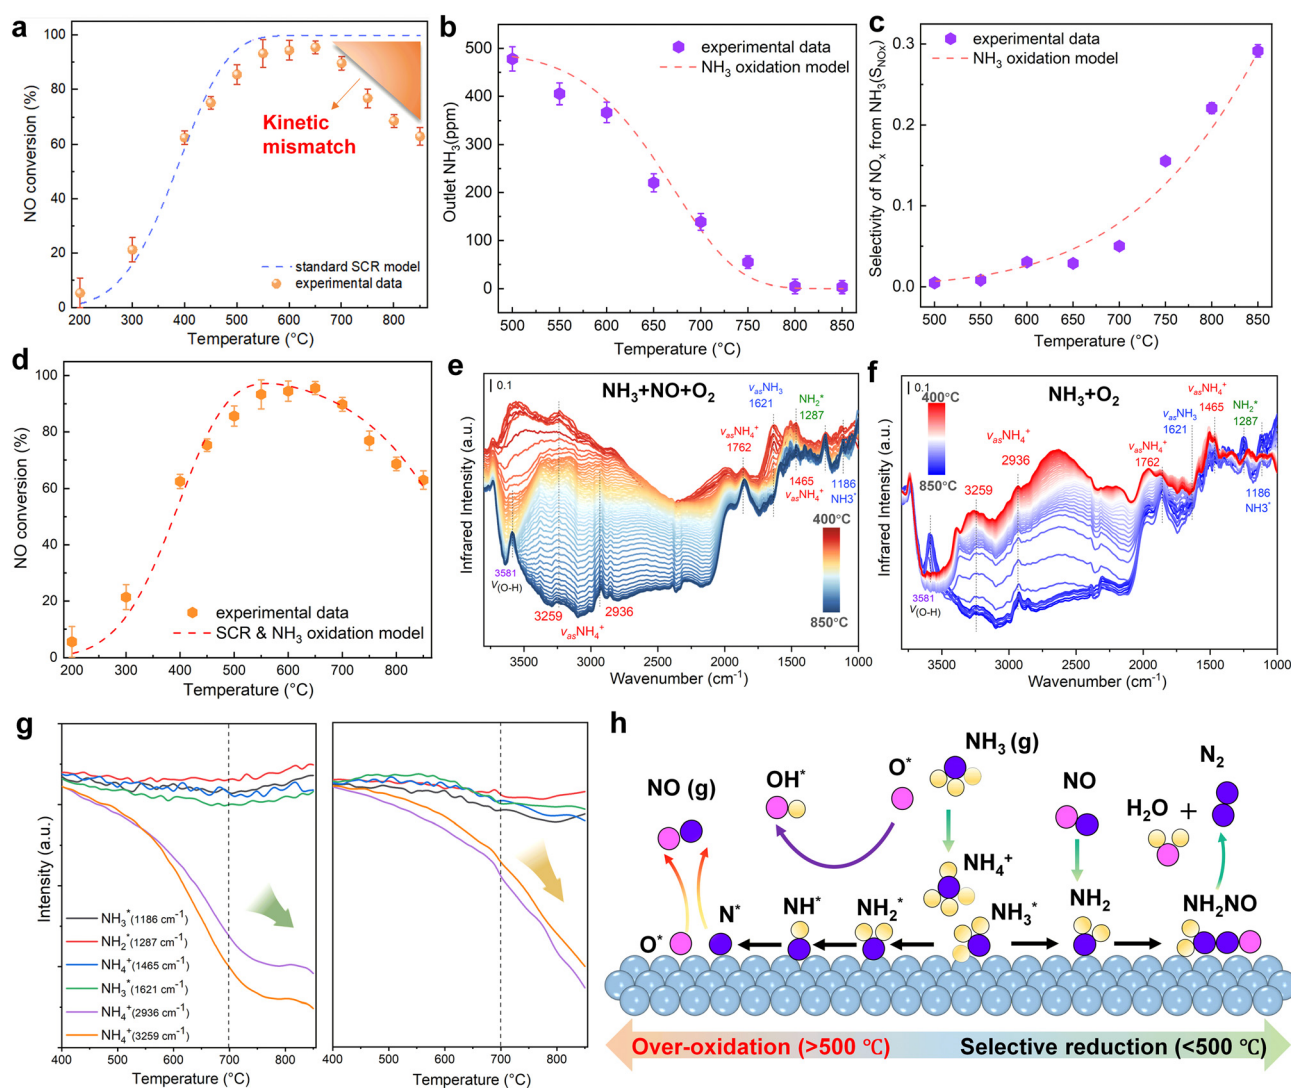 a
NO conversion (%)
100
80
60
40
20
0
200
300
400
500
600
700
800
Temperature (°C)
Kinetic
mismatch
standard SCR model
experimental data
b
Outlet NH₃(ppm)
500
400
300
200
100
0
500
550
600
650
700
750
800
850
Temperature (°C)
experimental data
NH₃ oxidation model
c
Selectivity of NOₓ from NH₃(S_NOx)
0.3
0.2
0.1
0.0
500
550
600
650
700
750
800
850
Temperature (°C)
experimental data
NH₃ oxidation model
d
NO conversion (%)
100
80
60
40
20
0
200
300
400
500
600
700
800
Temperature (°C)
experimental data
SCR & NH₃ oxidation model
e
0.1
NH₃+NO+O₂
Infrared Intensity (a.u.)
νₐₛNH₃
1621
NH₂*
1287
νₐₛNH₄⁺
1762
1465
νₐₛNH₄⁺
1186
NH3*
3581
V(O-H)
3259
2936
νₐₛNH₄⁺
400°C
850°C
3500
3000
2500
2000
1500
1000
Wavenumber (cm⁻¹)
f
0.1
400°C
850°C
NH₃+O₂
Infrared Intensity (a.u.)
νₐₛNH₄⁺
1465
νₐₛNH₃
1621
NH₂*
1287
νₐₛNH₄⁺
2936
3259
νₐₛNH₄⁺
1762
1186
NH3*
3581
V(O-H)
3500
3000
2500
2000
1500
1000
Wavenumber (cm⁻¹)
g
Intensity (a.u.)
NH₃*(1186 cm⁻¹)
NH₂*(1287 cm⁻¹)
NH₄⁺(1465 cm⁻¹)
NH₃*(1621 cm⁻¹)
NH₄⁺(2936 cm⁻¹)
NH₄⁺(3259 cm⁻¹)
400
500
600
700
800
Temperature (°C)
400
500
600
700
800
Temperature (°C)
h
NO (g)
OH*
O*
NH₃ (g)
NO
N₂
H₂O +
NH₄⁺
O*
N*
NH*
NH₂*
NH₃*
NH₂
NH₂NO
Over-oxidation (>500 ℃)
Selective reduction (<500 ℃)